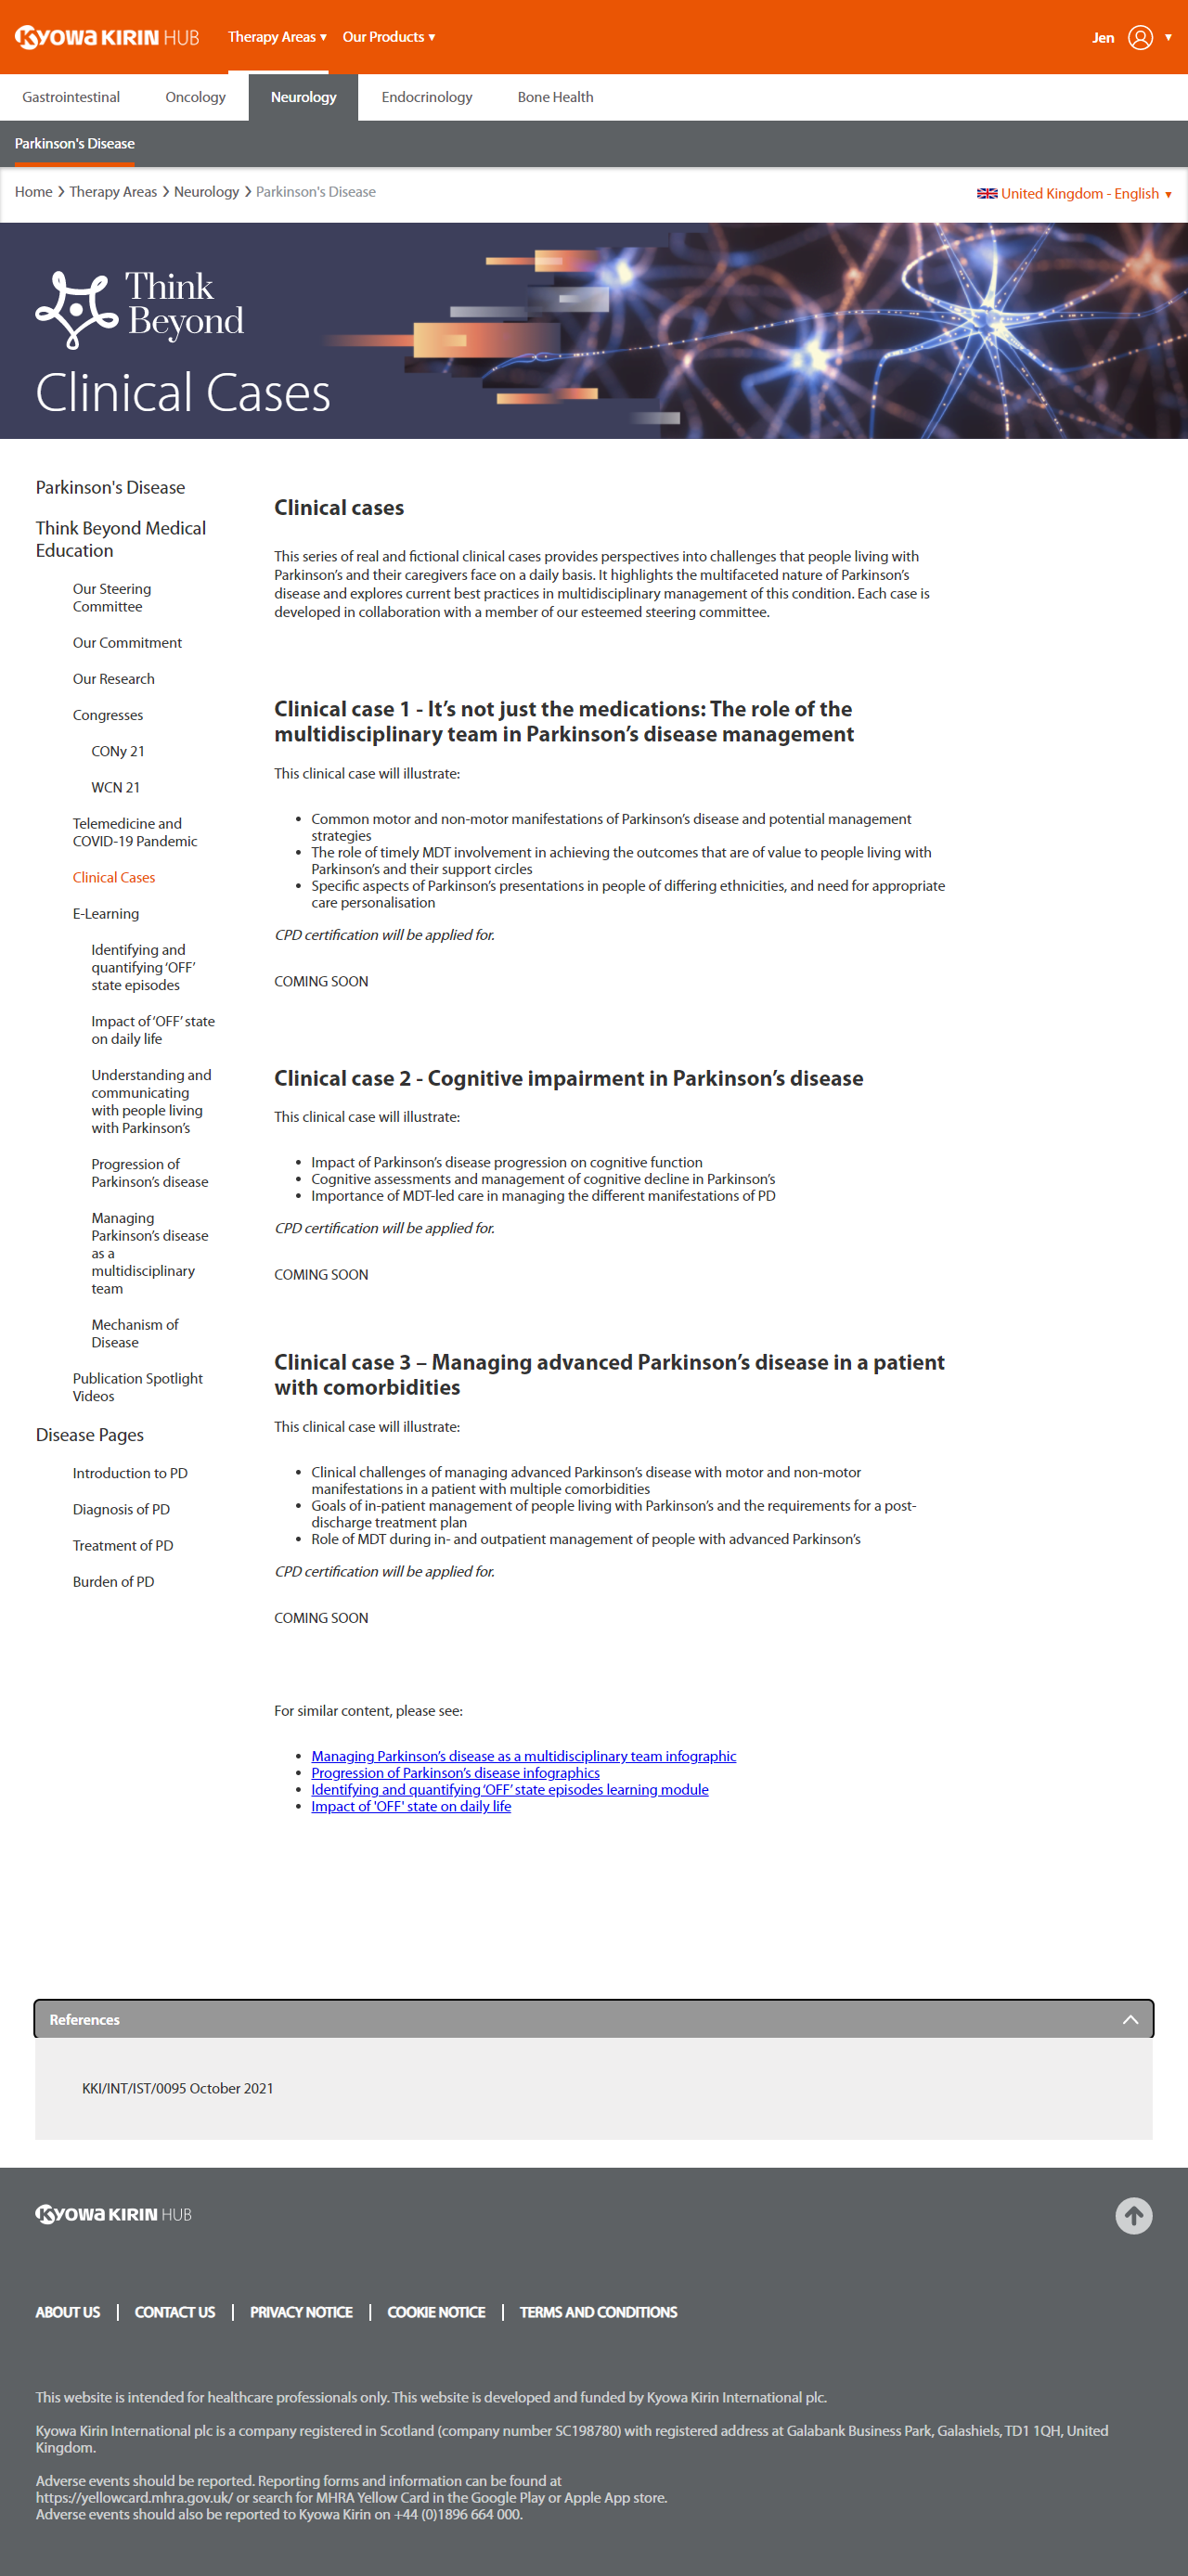 KYOWA KIRIN HUB
Therapy Areas ▼
Our Products ▼
Jen
▼
Gastrointestinal
Oncology
Neurology
Endocrinology
Bone Health
Parkinson's Disease
Home > Therapy Areas > Neurology > Parkinson's Disease
United Kingdom - English ▼
Think
Beyond
Clinical Cases
Parkinson's Disease
Think Beyond Medical
Education
Our Steering
Committee
Our Commitment
Our Research
Congresses
CONy 21
WCN 21
Telemedicine and
COVID-19 Pandemic
Clinical Cases
E-Learning
Identifying and
quantifying ‘OFF’
state episodes
Impact of ‘OFF’ state
on daily life
Understanding and
communicating
with people living
with Parkinson’s
Progression of
Parkinson’s disease
Managing
Parkinson’s disease
as a
multidisciplinary
team
Mechanism of
Disease
Publication Spotlight
Videos
Disease Pages
Introduction to PD
Diagnosis of PD
Treatment of PD
Burden of PD
Clinical cases
This series of real and fictional clinical cases provides perspectives into challenges that people living with
Parkinson’s and their caregivers face on a daily basis. It highlights the multifaceted nature of Parkinson’s
disease and explores current best practices in multidisciplinary management of this condition. Each case is
developed in collaboration with a member of our esteemed steering committee.
Clinical case 1 - It’s not just the medications: The role of the
multidisciplinary team in Parkinson’s disease management
This clinical case will illustrate:
• Common motor and non-motor manifestations of Parkinson’s disease and potential management
strategies
• The role of timely MDT involvement in achieving the outcomes that are of value to people living with
Parkinson’s and their support circles
• Specific aspects of Parkinson’s presentations in people of differing ethnicities, and need for appropriate
care personalisation
CPD certification will be applied for.
COMING SOON
Clinical case 2 - Cognitive impairment in Parkinson’s disease
This clinical case will illustrate:
• Impact of Parkinson’s disease progression on cognitive function
• Cognitive assessments and management of cognitive decline in Parkinson’s
• Importance of MDT-led care in managing the different manifestations of PD
CPD certification will be applied for.
COMING SOON
Clinical case 3 – Managing advanced Parkinson’s disease in a patient
with comorbidities
This clinical case will illustrate:
• Clinical challenges of managing advanced Parkinson’s disease with motor and non-motor
manifestations in a patient with multiple comorbidities
• Goals of in-patient management of people living with Parkinson’s and the requirements for a post-
discharge treatment plan
• Role of MDT during in- and outpatient management of people with advanced Parkinson’s
CPD certification will be applied for.
COMING SOON
For similar content, please see:
• Managing Parkinson’s disease as a multidisciplinary team infographic
• Progression of Parkinson’s disease infographics
• Identifying and quantifying ‘OFF’ state episodes learning module
• Impact of 'OFF' state on daily life
References
KKI/INT/IST/0095 October 2021
KYOWA KIRIN HUB
ABOUT US | CONTACT US | PRIVACY NOTICE | COOKIE NOTICE | TERMS AND CONDITIONS
This website is intended for healthcare professionals only. This website is developed and funded by Kyowa Kirin International plc.
Kyowa Kirin International plc is a company registered in Scotland (company number SC198780) with registered address at Galabank Business Park, Galashiels, TD1 1QH, United
Kingdom.
Adverse events should be reported. Reporting forms and information can be found at
https://yellowcard.mhra.gov.uk/ or search for MHRA Yellow Card in the Google Play or Apple App store.
Adverse events should also be reported to Kyowa Kirin on +44 (0)1896 664 000.